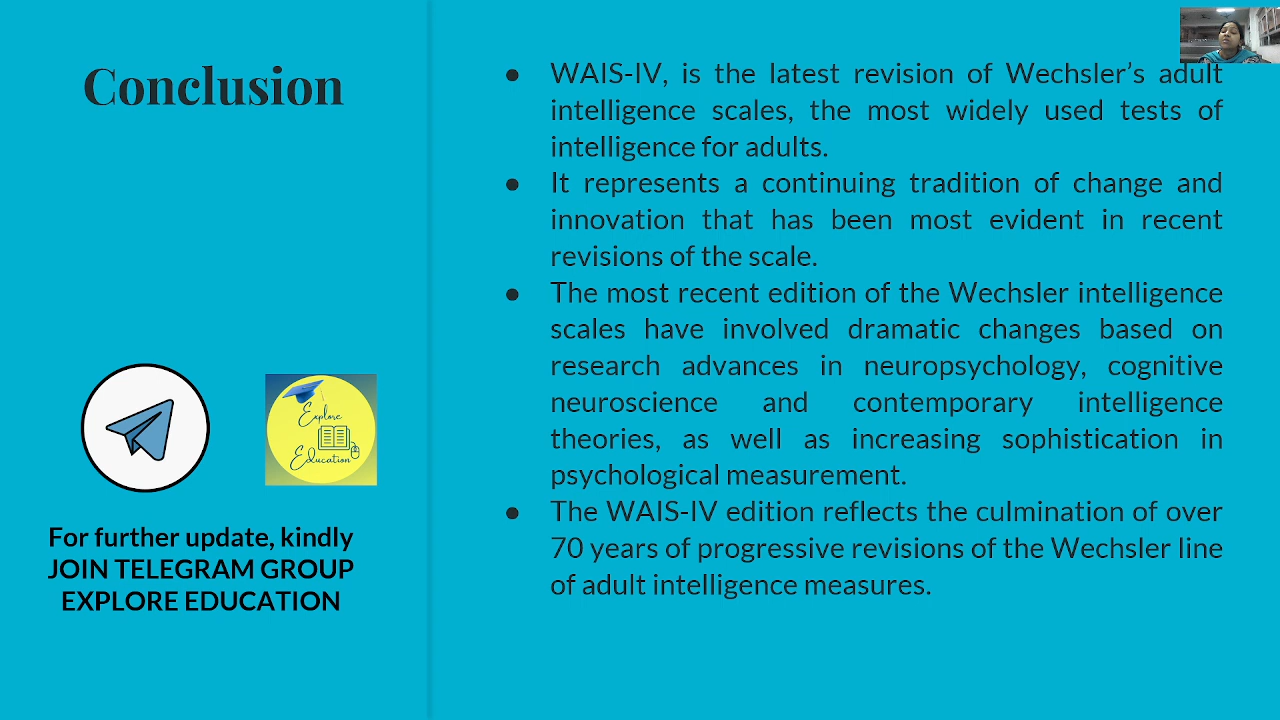 Conclusion
WAIS-IV, is the latest revision of Wechsler’s adult
intelligence scales, the most widely used tests of
intelligence for adults.
It represents a continuing tradition of change and
innovation that has been most evident in recent
revisions of the scale.
The most recent edition of the Wechsler intelligence
scales have involved dramatic changes based on
research advances in neuropsychology, cognitive
neuroscience and contemporary intelligence
theories, as well as increasing sophistication in
psychological measurement.
The WAIS-IV edition reflects the culmination of over
70 years of progressive revisions of the Wechsler line
of adult intelligence measures.
Explore
Education
For further update, kindly
JOIN TELEGRAM GROUP
EXPLORE EDUCATION